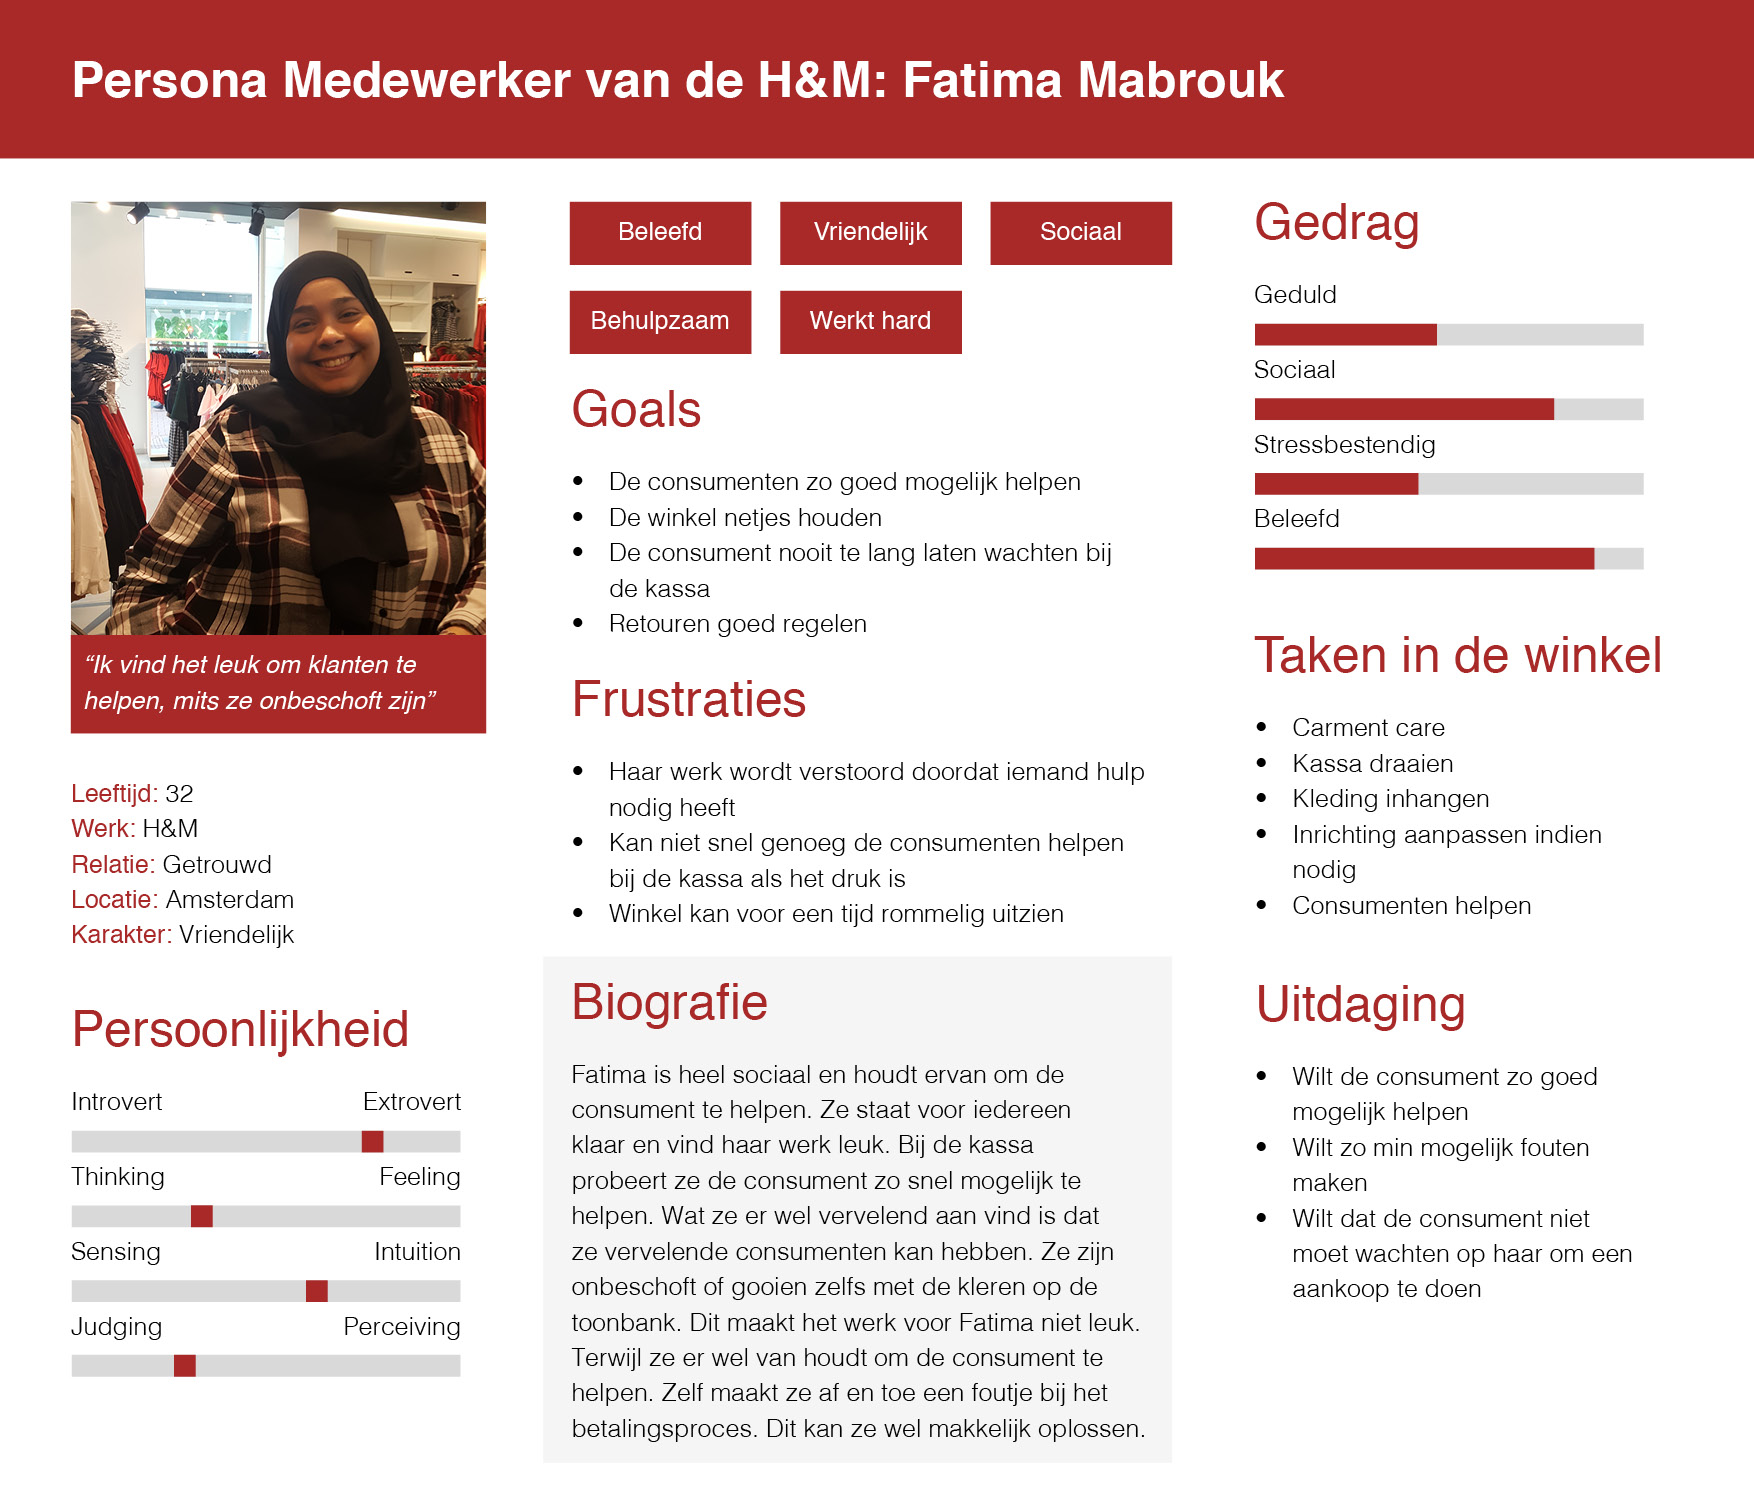 Persona Medewerker van de H&M: Fatima Mabrouk
“Ik vind het leuk om klanten te
helpen, mits ze onbeschoft zijn”
Leeftijd: 32
Werk: H&M
Relatie: Getrouwd
Locatie: Amsterdam
Karakter: Vriendelijk
Persoonlijkheid
Introvert Extrovert
Thinking Feeling
Sensing Intuition
Judging Perceiving
Beleefd Vriendelijk Sociaal
Behulpzaam Werkt hard
Goals
• De consumenten zo goed mogelijk helpen
• De winkel netjes houden
• De consument nooit te lang laten wachten bij
de kassa
• Retouren goed regelen
Frustraties
• Haar werk wordt verstoord doordat iemand hulp
nodig heeft
• Kan niet snel genoeg de consumenten helpen
bij de kassa als het druk is
• Winkel kan voor een tijd rommelig uitzien
Biografie
Fatima is heel sociaal en houdt ervan om de
consument te helpen. Ze staat voor iedereen
klaar en vind haar werk leuk. Bij de kassa
probeert ze de consument zo snel mogelijk te
helpen. Wat ze er wel vervelend aan vind is dat
ze vervelende consumenten kan hebben. Ze zijn
onbeschoft of gooien zelfs met de kleren op de
toonbank. Dit maakt het werk voor Fatima niet leuk.
Terwijl ze er wel van houdt om de consument te
helpen. Zelf maakt ze af en toe een foutje bij het
betalingsproces. Dit kan ze wel makkelijk oplossen.
Gedrag
Geduld
Sociaal
Stressbestendig
Beleefd
Taken in de winkel
• Carment care
• Kassa draaien
• Kleding inhangen
• Inrichting aanpassen indien
nodig
• Consumenten helpen
Uitdaging
• Wilt de consument zo goed
mogelijk helpen
• Wilt zo min mogelijk fouten
maken
• Wilt dat de consument niet
moet wachten op haar om een
aankoop te doen